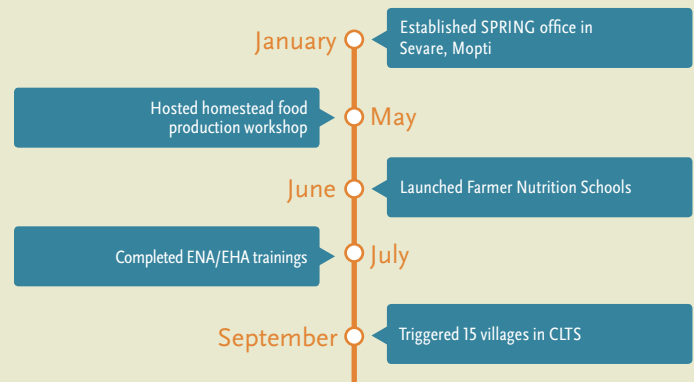 January
Established SPRING office in
Sevare, Mopti
Hosted homestead food
production workshop
May
June
Launched Farmer Nutrition Schools
Completed ENA/EHA trainings
July
September
Triggered 15 villages in CLTS